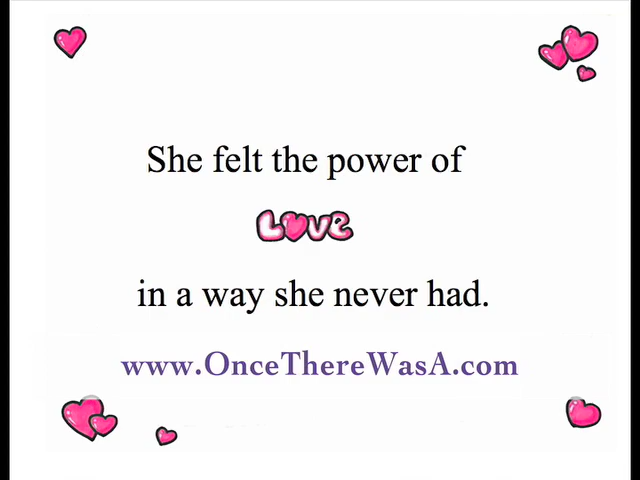 She felt the power of
LOVE
in a way she never had.
www.OnceThereWasA.com